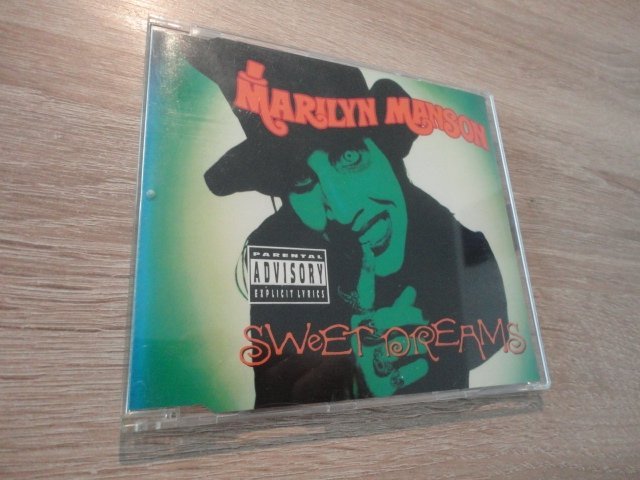 MARILYN MANSON
PARENTAL
ADVISORY
EXPLICIT LYRICS
SWeET DREAMS